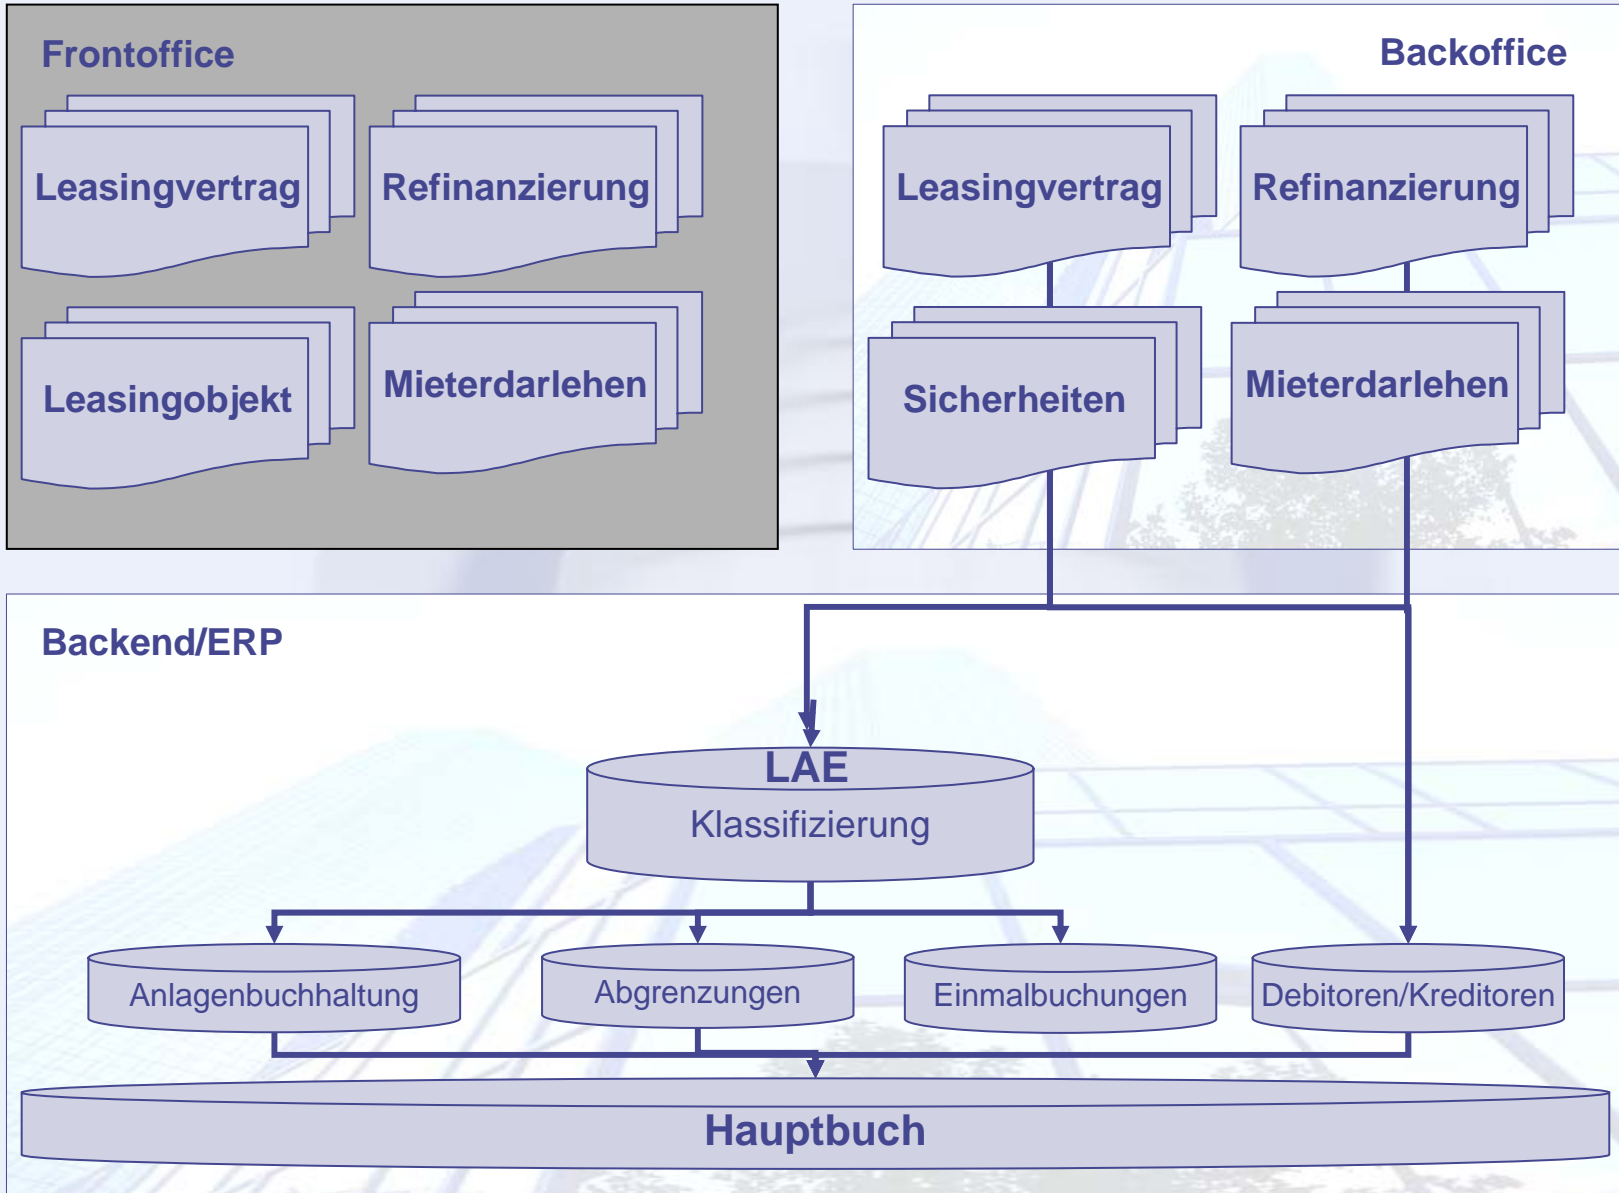 Frontoffice
Leasingvertrag
Refinanzierung
Leasingobjekt
Mieterdarlehen
Backoffice
Leasingvertrag
Refinanzierung
Sicherheiten
Mieterdarlehen
Backend/ERP
LAE
Klassifizierung
Anlagenbuchhaltung
Abgrenzungen
Einmalbuchungen
Debitoren/Kreditoren
Hauptbuch